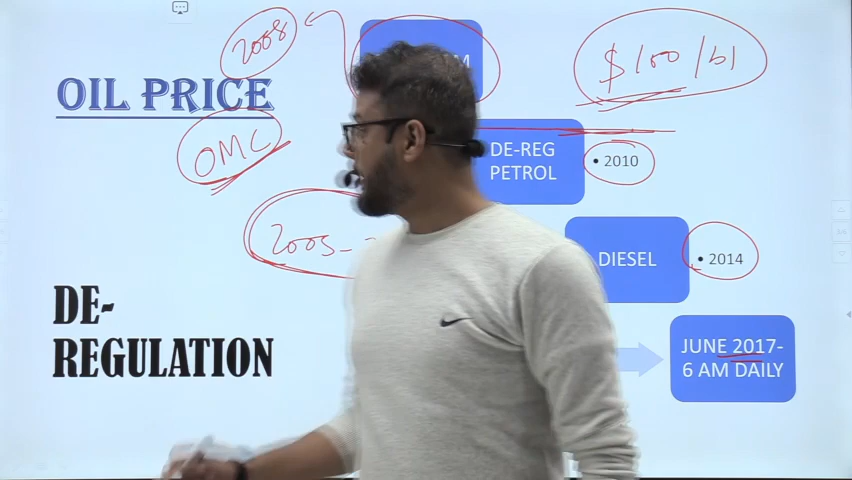 2008
$100/bl
OIL PRICE
OMC
DE-REG
PETROL
• 2010
2005-
DIESEL
• 2014
DE-
REGULATION
JUNE 2017-
6 AM DAILY